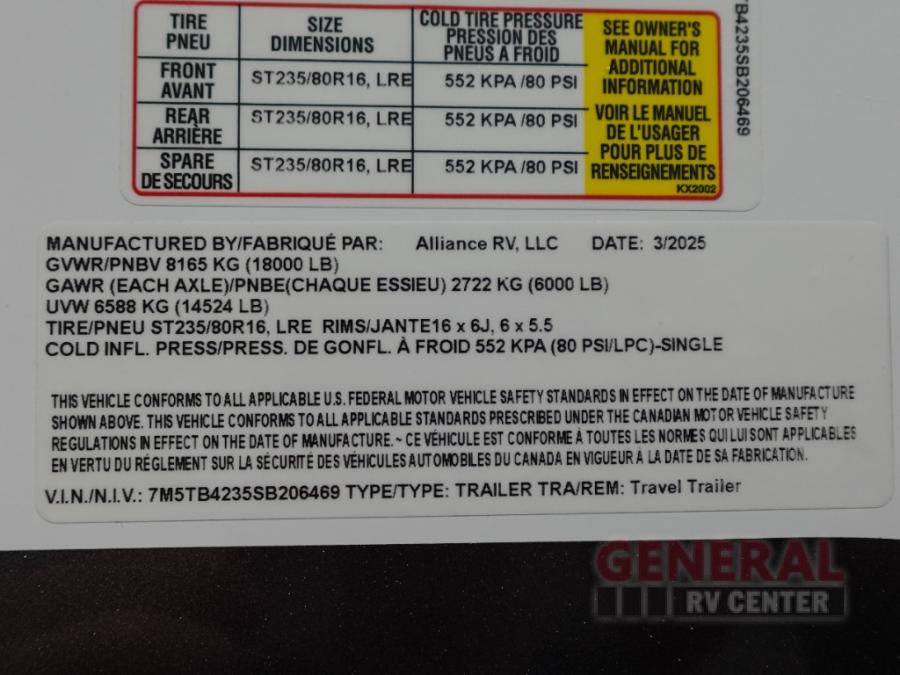 TIRE SIZE COLD TIRE PRESSURE
PNEU DIMENSIONS PRESSION DES
PNEUS A FROID
FRONT ST235/80R16, LRE 552 KPA /80 PSI
AVANT
REAR ST235/80R16, LRE 552 KPA /80 PSI
ARRIÈRE
SPARE ST235/80R16, LRE 552 KPA /80 PSI
DE SECOURS
SEE OWNER'S
MANUAL FOR
ADDITIONAL
INFORMATION
VOIR LE MANUEL
DE L'USAGER
POUR PLUS DE
RENSEIGNEMENTS
KX2002
TB4235SB206469
MANUFACTURED BY/FABRIQUÉ PAR: Alliance RV, LLC DATE: 3/2025
GVWR/PNBV 8165 KG (18000 LB)
GAWR (EACH AXLE)/PNBE(CHAQUE ESSIEU) 2722 KG (6000 LB)
UVW 6588 KG (14524 LB)
TIRE/PNEU ST235/80R16, LRE RIMS/JANTE16 x 6J, 6 x 5.5
COLD INFL. PRESS/PRESS. DE GONFL. À FROID 552 KPA (80 PSI/LPC)-SINGLE
THIS VEHICLE CONFORMS TO ALL APPLICABLE U.S. FEDERAL MOTOR VEHICLE SAFETY STANDARDS IN EFFECT ON THE DATE OF MANUFACTURE
SHOWN ABOVE. THIS VEHICLE CONFORMS TO ALL APPLICABLE STANDARDS PRESCRIBED UNDER THE CANADIAN MOTOR VEHICLE SAFETY
REGULATIONS IN EFFECT ON THE DATE OF MANUFACTURE. ~ CE VÉHICULE EST CONFORME À TOUTES LES NORMES QUI LUI SONT APPLICABLES
EN VERTU DU RÉGLEMENT SUR LA SÉCURITÉ DES VÉHICULES AUTOMOBILES DU CANADA EN VIGUEUR À LA DATE DE SA FABRICATION.
V.I.N./N.I.V.: 7M5TB4235SB206469 TYPE/TYPE: TRAILER TRA/REM: Travel Trailer
GENERAL
RV CENTER